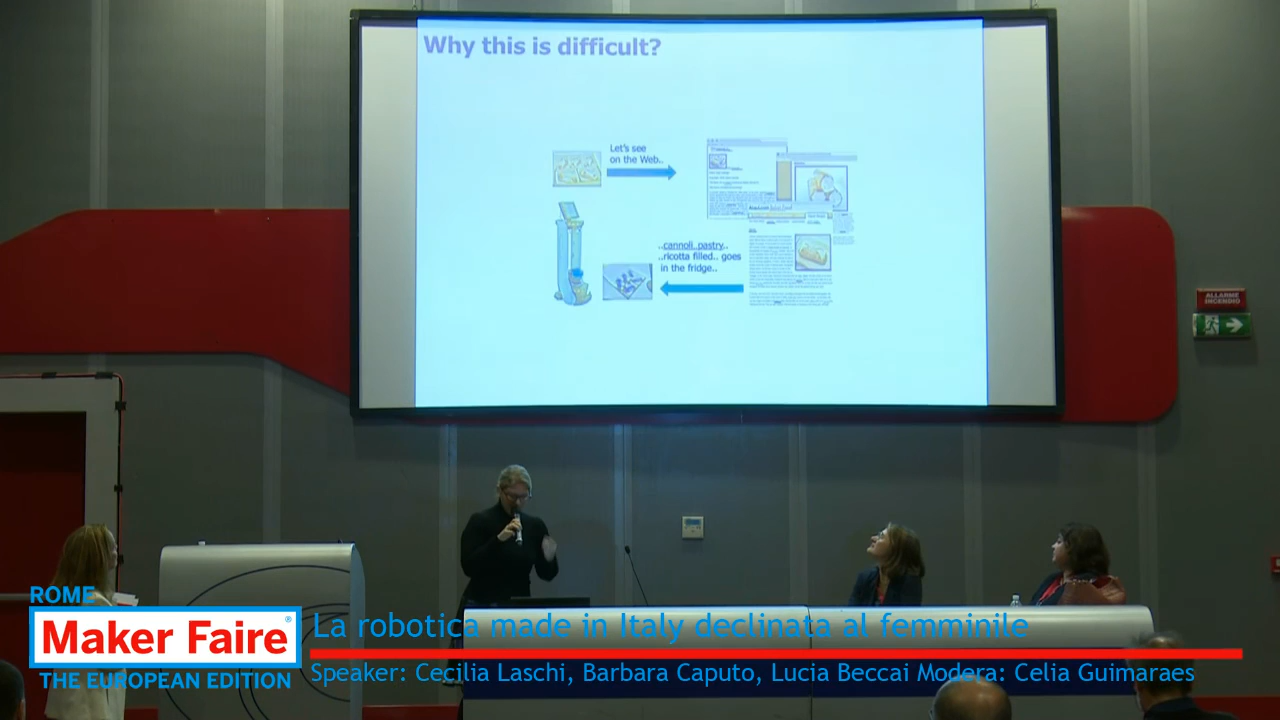 Why this is difficult?
Let's see
on the Web..
..cannoli..pastry..
..ricotta filled.. goes
in the fridge..
ALLARME
INCENDIO
ROME
Maker Faire®
THE EUROPEAN EDITION
La robotica made in Italy declinata al femminile
Speaker: Cecilia Laschi, Barbara Caputo, Lucia Beccai Modera: Celia Guimaraes